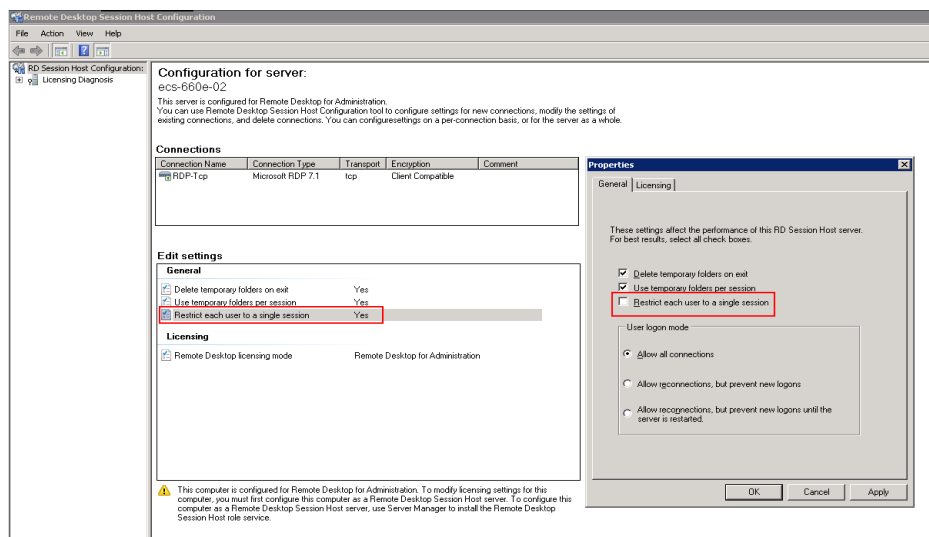 Remote Desktop Session Host Configuration
File Action View Help
RD Session Host Configuration:
Licensing Diagnosis
Configuration for server:
ecs-660e-02
This server is configured for Remote Desktop for Administration.
You can use Remote Desktop Session Host Configuration tool to configure settings for new connections, modify the settings of
existing connections, and delete connections. You can configuresettings on a per-connection basis, or for the server as a whole.
Connections
Connection Name Connection Type Transport Encryption Comment
RDP-Tcp Microsoft RDP 7.1 tcp Client Compatible
Edit settings
General
Delete temporary folders on exit Yes
Use temporary folders per session Yes
Restrict each user to a single session Yes
Licensing
Remote Desktop licensing mode Remote Desktop for Administration
This computer is configured for Remote Desktop for Administration. To modify licensing settings for this
computer, you must first configure this computer as a Remote Desktop Session Host server. To configure this
computer as a Remote Desktop Session Host server, use Server Manager to install the Remote Desktop
Session Host role service.
Properties
General Licensing
These settings affect the performance of this RD Session Host server.
For best results, select all check boxes.
Delete temporary folders on exit
Use temporary folders per session
Restrict each user to a single session
User logon mode
Allow all connections
Allow reconnections, but prevent new logons
Allow reconnections, but prevent new logons until the
server is restarted.
OK Cancel Apply